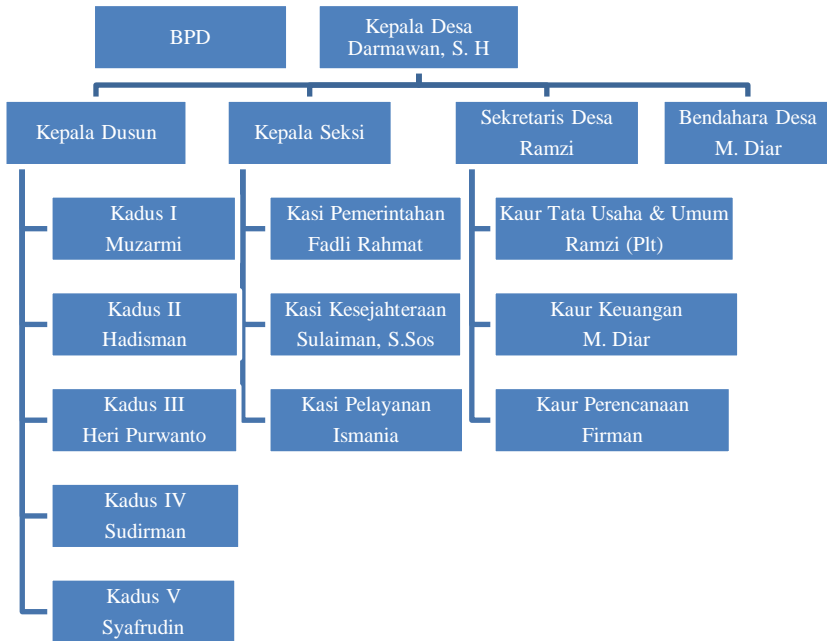 BPD
Kepala Desa
Darmawan, S. H
Kepala Dusun
Kepala Seksi
Sekretaris Desa
Ramzi
Bendahara Desa
M. Diar
Kadus I
Muzarmi
Kasi Pemerintahan
Fadli Rahmat
Kaur Tata Usaha & Umum
Ramzi (Plt)
Kadus II
Hadisman
Kasi Kesejahteraan
Sulaiman, S.Sos
Kaur Keuangan
M. Diar
Kadus III
Heri Purwanto
Kasi Pelayanan
Ismania
Kaur Perencanaan
Firman
Kadus IV
Sudirman
Kadus V
Syafrudin